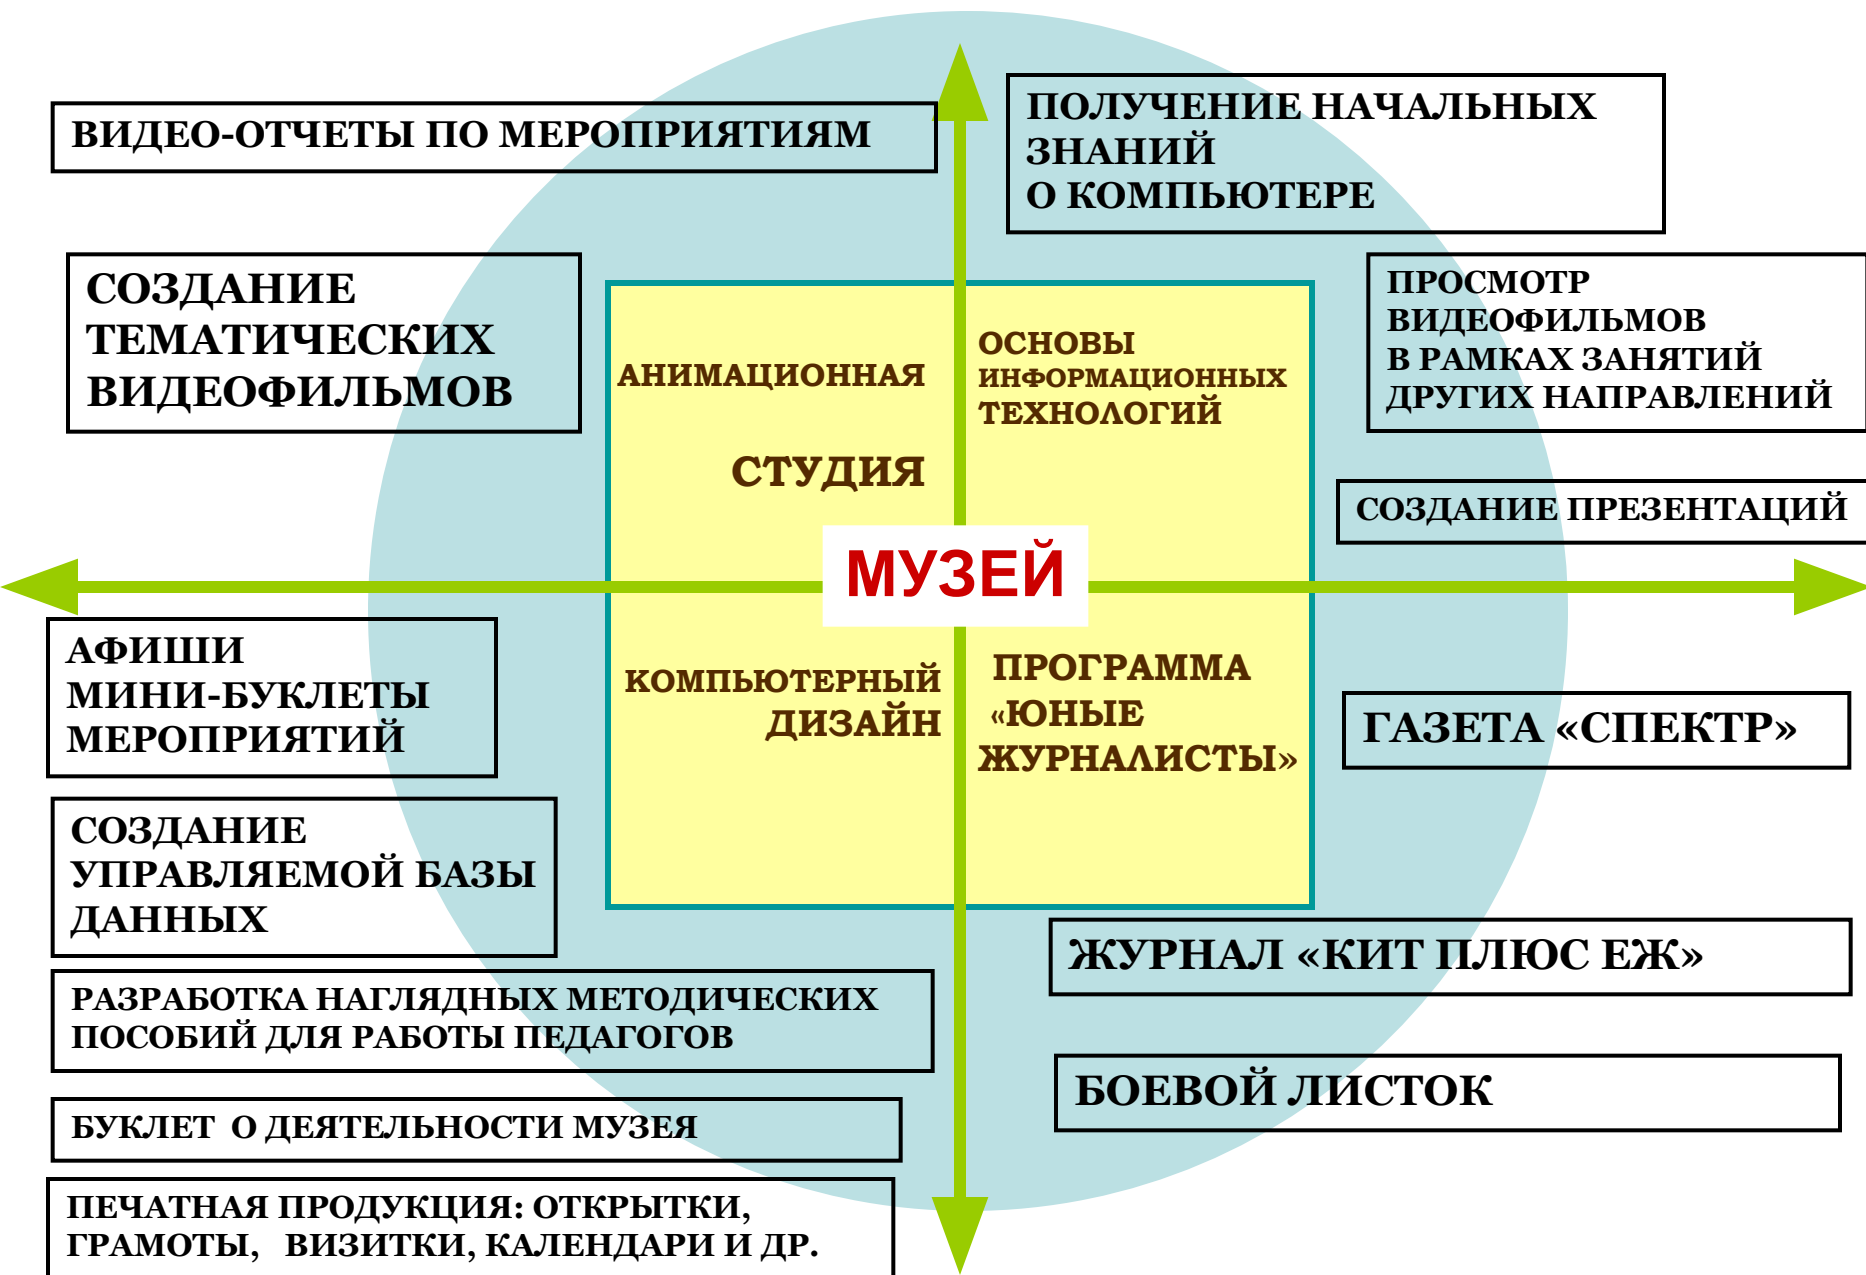 ВИДЕО-ОТЧЕТЫ ПО МЕРОПРИЯТИЯМ
ПОЛУЧЕНИЕ НАЧАЛЬНЫХ
ЗНАНИЙ
О КОМПЬЮТЕРЕ
СОЗДАНИЕ
ТЕМАТИЧЕСКИХ
ВИДЕОФИЛЬМОВ
ПРОСМОТР
ВИДЕОФИЛЬМОВ
В РАМКАХ ЗАНЯТИЙ
ДРУГИХ НАПРАВЛЕНИЙ
АНИМАЦИОННАЯ
СТУДИЯ
ОСНОВЫ
ИНФОРМАЦИОННЫХ
ТЕХНОЛОГИЙ
СОЗДАНИЕ ПРЕЗЕНТАЦИЙ
МУЗЕЙ
АФИШИ
МИНИ-БУКЛЕТЫ
МЕРОПРИЯТИЙ
КОМПЬЮТЕРНЫЙ
ДИЗАЙН
ПРОГРАММА
«ЮНЫЕ
ЖУРНАЛИСТЫ»
ГАЗЕТА «СПЕКТР»
СОЗДАНИЕ
УПРАВЛЯЕМОЙ БАЗЫ
ДАННЫХ
ЖУРНАЛ «КИТ ПЛЮС ЕЖ»
РАЗРАБОТКА НАГЛЯДНЫХ МЕТОДИЧЕСКИХ
ПОСОБИЙ ДЛЯ РАБОТЫ ПЕДАГОГОВ
БОЕВОЙ ЛИСТОК
БУКЛЕТ О ДЕЯТЕЛЬНОСТИ МУЗЕЯ
ПЕЧАТНАЯ ПРОДУКЦИЯ: ОТКРЫТКИ,
ГРАМОТЫ, ВИЗИТКИ, КАЛЕНДАРИ И ДР.